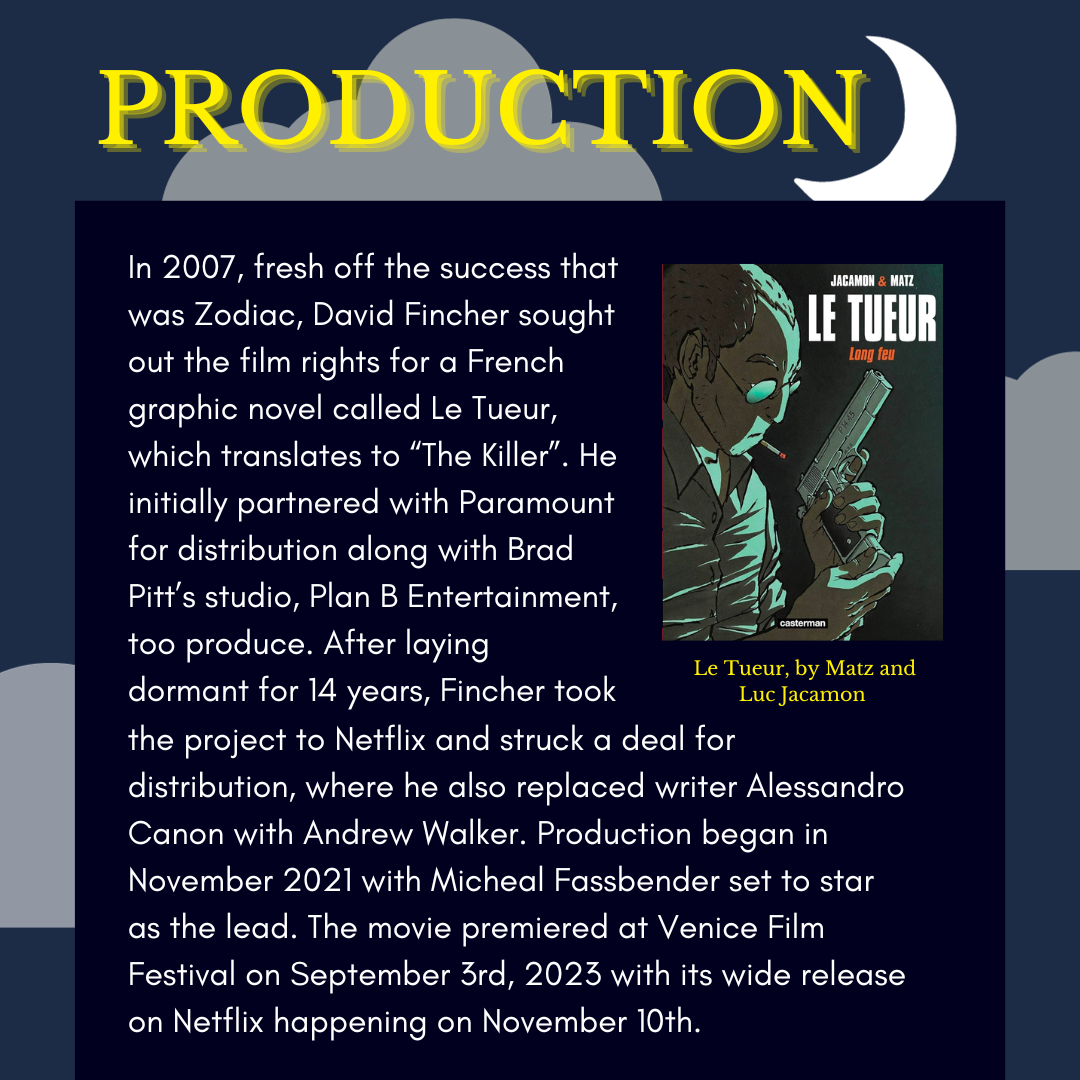 PRODUCTION
In 2007, fresh off the success that
was Zodiac, David Fincher sought
out the film rights for a French
graphic novel called Le Tueur,
which translates to “The Killer”. He
initially partnered with Paramount
for distribution along with Brad
Pitt’s studio, Plan B Entertainment,
too produce. After laying
dormant for 14 years, Fincher took
the project to Netflix and struck a deal for
distribution, where he also replaced writer Alessandro
Canon with Andrew Walker. Production began in
November 2021 with Micheal Fassbender set to star
as the lead. The movie premiered at Venice Film
Festival on September 3rd, 2023 with its wide release
on Netflix happening on November 10th.
JACAMON & MATZ
LE TUEUR
Long feu
casterman
Le Tueur, by Matz and
Luc Jacamon